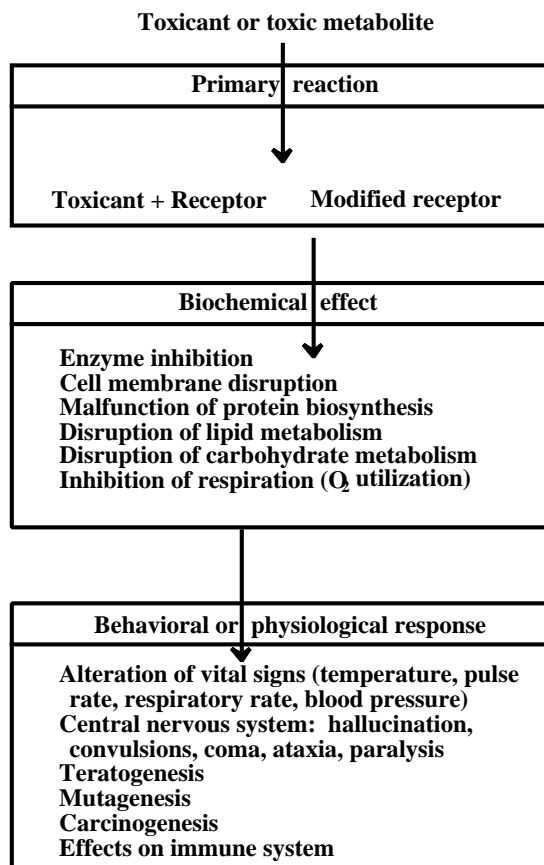 Toxicant or toxic metabolite
Primary reaction
Toxicant + Receptor Modified receptor
Biochemical effect
Enzyme inhibition
Cell membrane disruption
Malfunction of protein biosynthesis
Disruption of lipid metabolism
Disruption of carbohydrate metabolism
Inhibition of respiration (O₂ utilization)
Behavioral or physiological response
Alteration of vital signs (temperature, pulse
rate, respiratory rate, blood pressure)
Central nervous system: hallucination,
convulsions, coma, ataxia, paralysis
Teratogenesis
Mutagenesis
Carcinogenesis
Effects on immune system